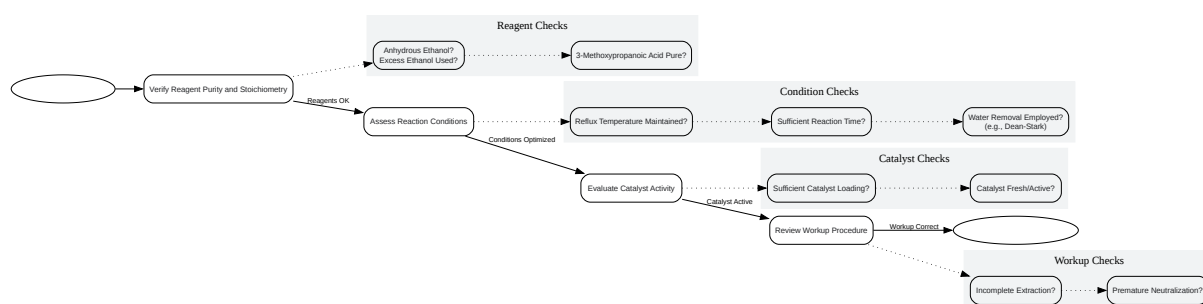 Reagent Checks
Anhydrous Ethanol?
Excess Ethanol Used?
3-Methoxypropanoic Acid Pure?
Verify Reagent Purity and Stoichiometry
Reagents OK
Condition Checks
Assess Reaction Conditions
Reflux Temperature Maintained?
Sufficient Reaction Time?
Water Removal Employed?
(e.g., Dean-Stark)
Conditions Optimized
Catalyst Checks
Evaluate Catalyst Activity
Sufficient Catalyst Loading?
Catalyst Fresh/Active?
Catalyst Active
Review Workup Procedure
Workup Correct
Workup Checks
Incomplete Extraction?
Premature Neutralization?